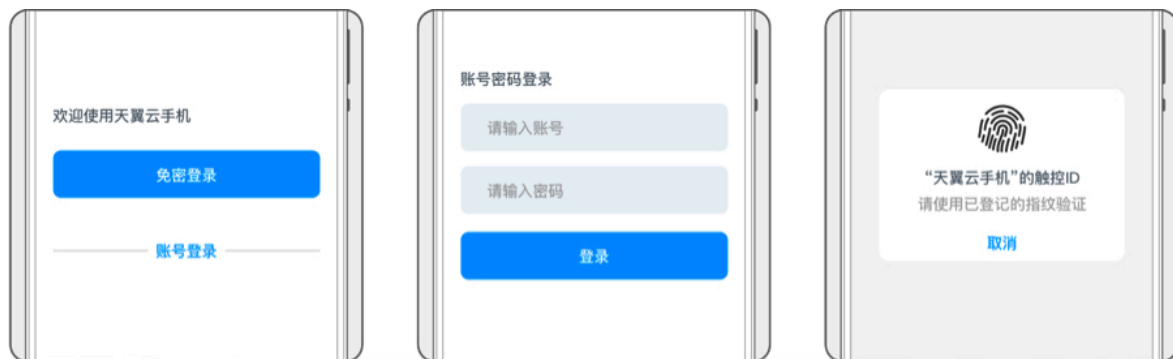 欢迎使用天翼云手机
免密登录
账号登录
账号密码登录
请输入账号
请输入密码
登录
“天翼云手机”的触控ID
请使用已登记的指纹验证
取消